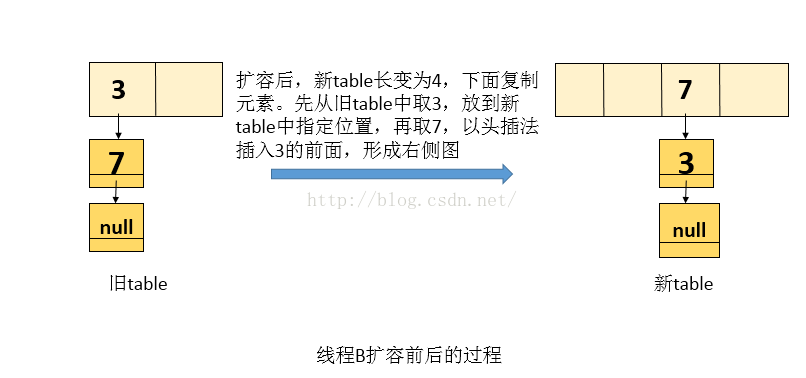 3
7
null
旧table
扩容后，新table长变为4，下面复制
元素。先从旧table中取3，放到新
table中指定位置，再取7，以头插法
插入3的前面，形成右侧图
http://blog.csdn.net/
7
3
null
新table
线程B扩容前后的过程